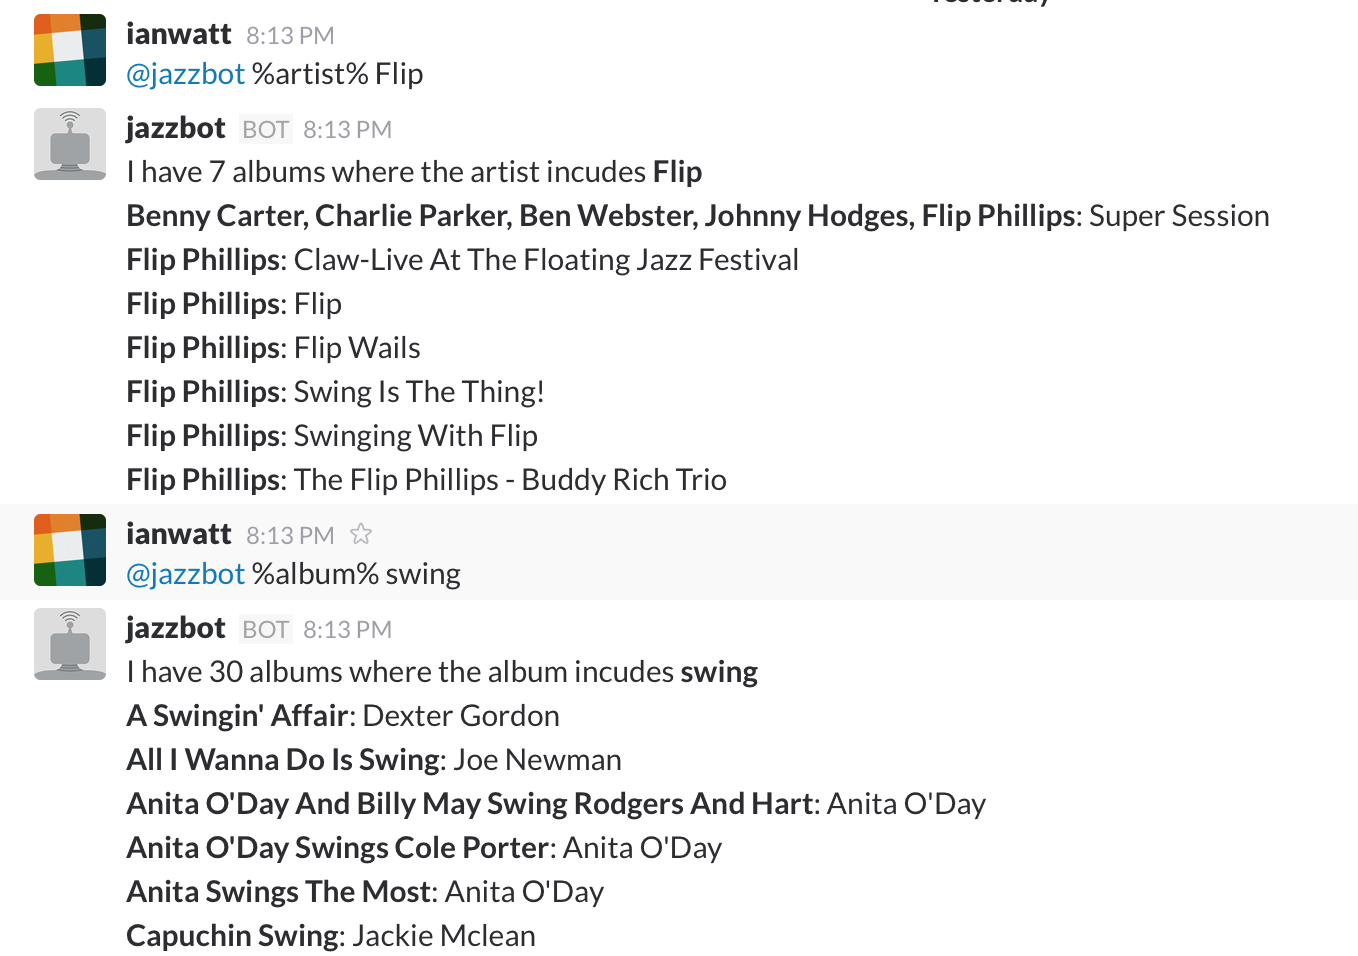 Yesterday
ianwatt 8:13 PM
@jazzbot %artist% Flip
jazzbot BOT 8:13 PM
I have 7 albums where the artist incudes Flip
Benny Carter, Charlie Parker, Ben Webster, Johnny Hodges, Flip Phillips: Super Session
Flip Phillips: Claw-Live At The Floating Jazz Festival
Flip Phillips: Flip
Flip Phillips: Flip Wails
Flip Phillips: Swing Is The Thing!
Flip Phillips: Swinging With Flip
Flip Phillips: The Flip Phillips - Buddy Rich Trio
ianwatt 8:13 PM
@jazzbot %album% swing
jazzbot BOT 8:13 PM
I have 30 albums where the album incudes swing
A Swingin' Affair: Dexter Gordon
All I Wanna Do Is Swing: Joe Newman
Anita O'Day And Billy May Swing Rodgers And Hart: Anita O'Day
Anita O'Day Swings Cole Porter: Anita O'Day
Anita Swings The Most: Anita O'Day
Capuchin Swing: Jackie Mclean